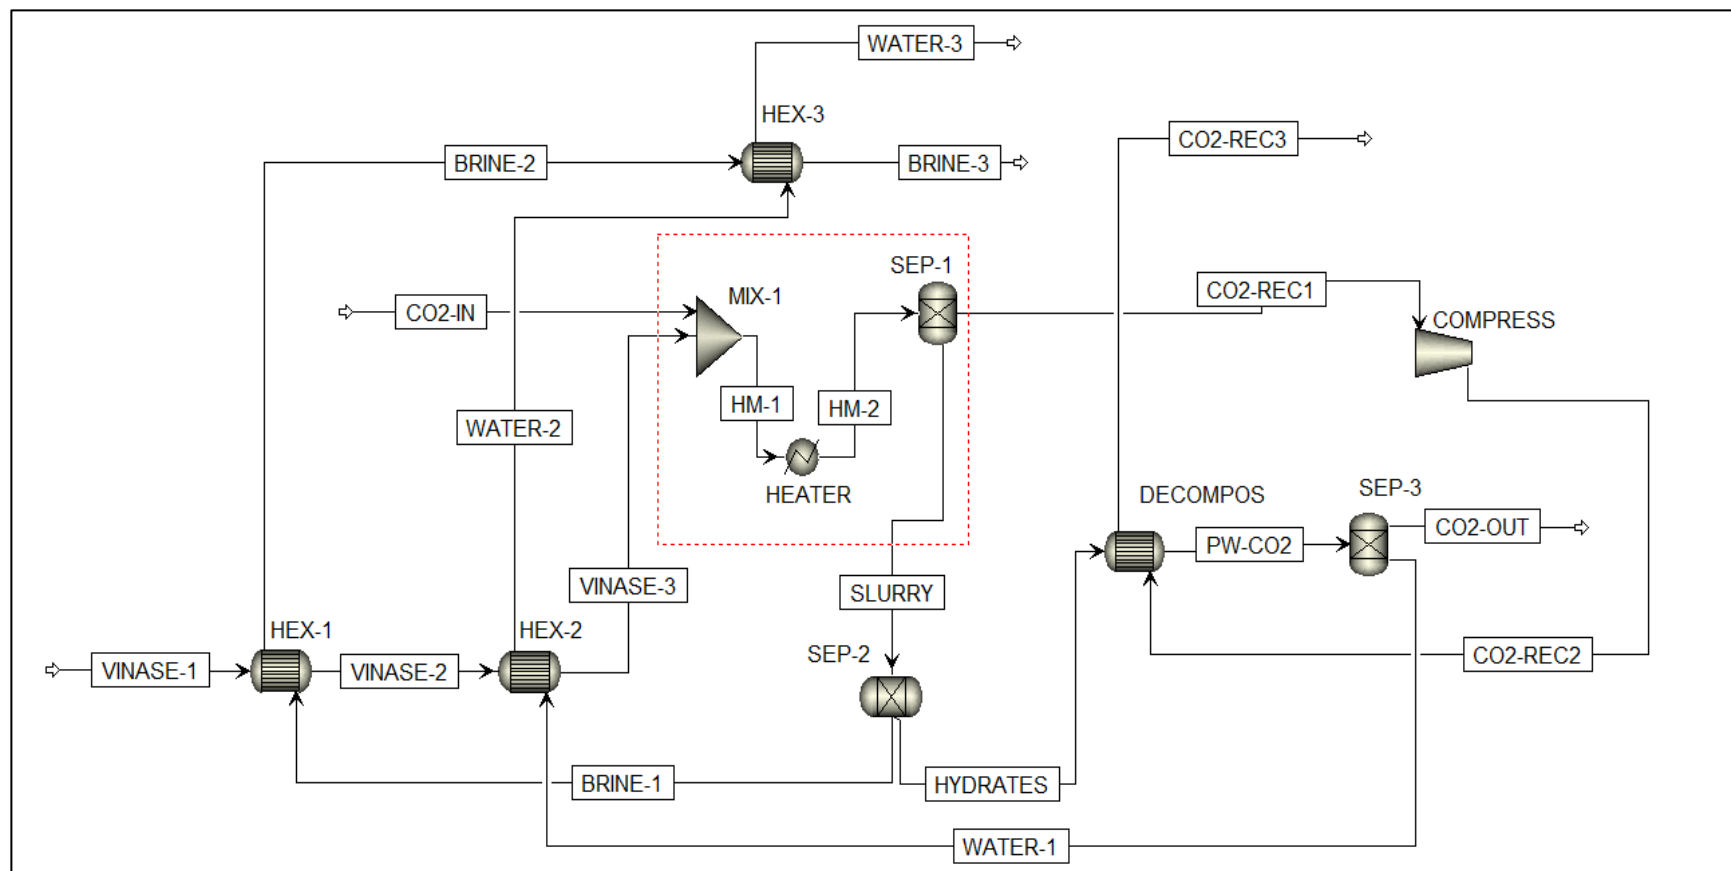 WATER-3
HEX-3
CO2-REC3
BRINE-2
BRINE-3
SEP-1
CO2-REC1
MIX-1
CO2-IN
COMPRESS
HM-1
HM-2
WATER-2
HEATER
DECOMPOS
SEP-3
CO2-OUT
PW-CO2
VINASE-3
SLURRY
HEX-1
HEX-2
SEP-2
CO2-REC2
VINASE-1
VINASE-2
BRINE-1
HYDRATES
WATER-1